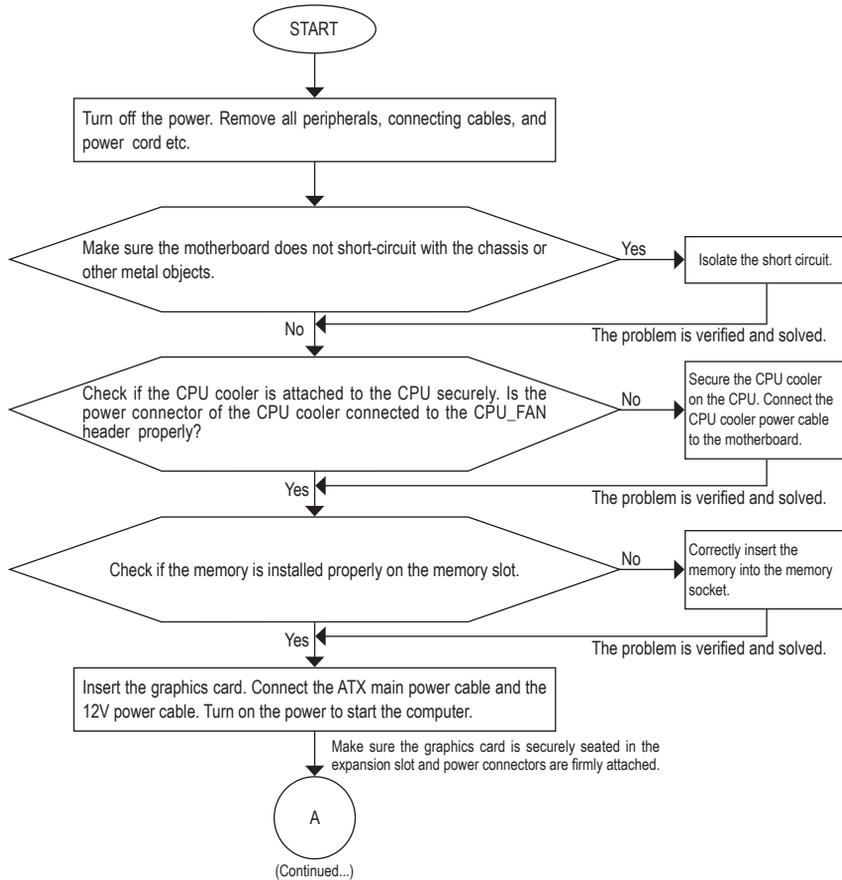 START
Turn off the power. Remove all peripherals, connecting cables, and
power cord etc.
Make sure the motherboard does not short-circuit with the chassis or
other metal objects.
Yes
Isolate the short circuit.
No
The problem is verified and solved.
Check if the CPU cooler is attached to the CPU securely. Is the
power connector of the CPU cooler connected to the CPU_FAN
header properly?
No
Secure the CPU cooler
on the CPU. Connect the
CPU cooler power cable
to the motherboard.
Yes
The problem is verified and solved.
Check if the memory is installed properly on the memory slot.
No
Correctly insert the
memory into the memory
socket.
Yes
The problem is verified and solved.
Insert the graphics card. Connect the ATX main power cable and the
12V power cable. Turn on the power to start the computer.
Make sure the graphics card is securely seated in the
expansion slot and power connectors are firmly attached.
A
(Continued...)